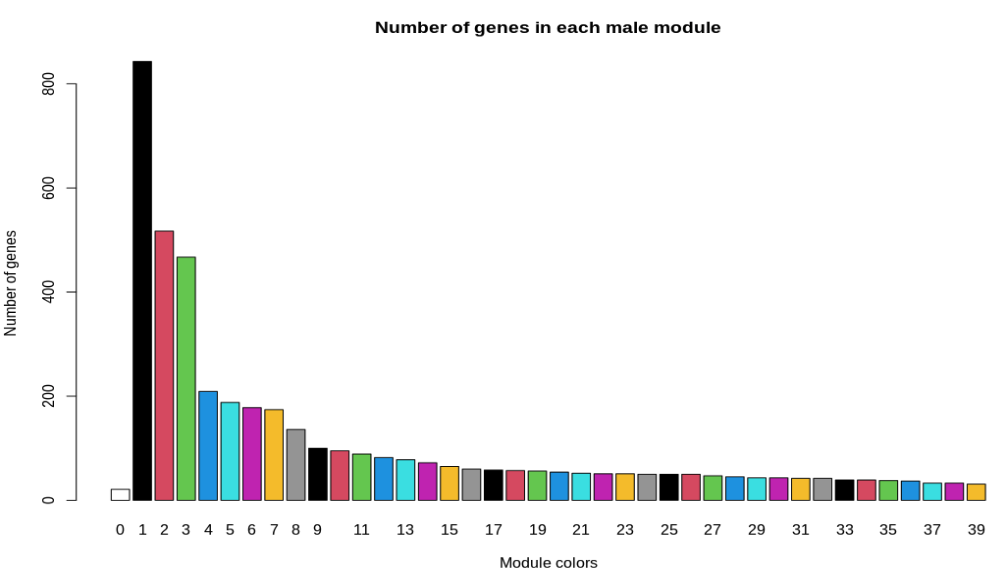 Number of genes in each male module
Number of genes
800
600
400
200
0
0 1 2 3 4 5 6 7 8 9 11 13 15 17 19 21 23 25 27 29 31 33 35 37 39
Module colors